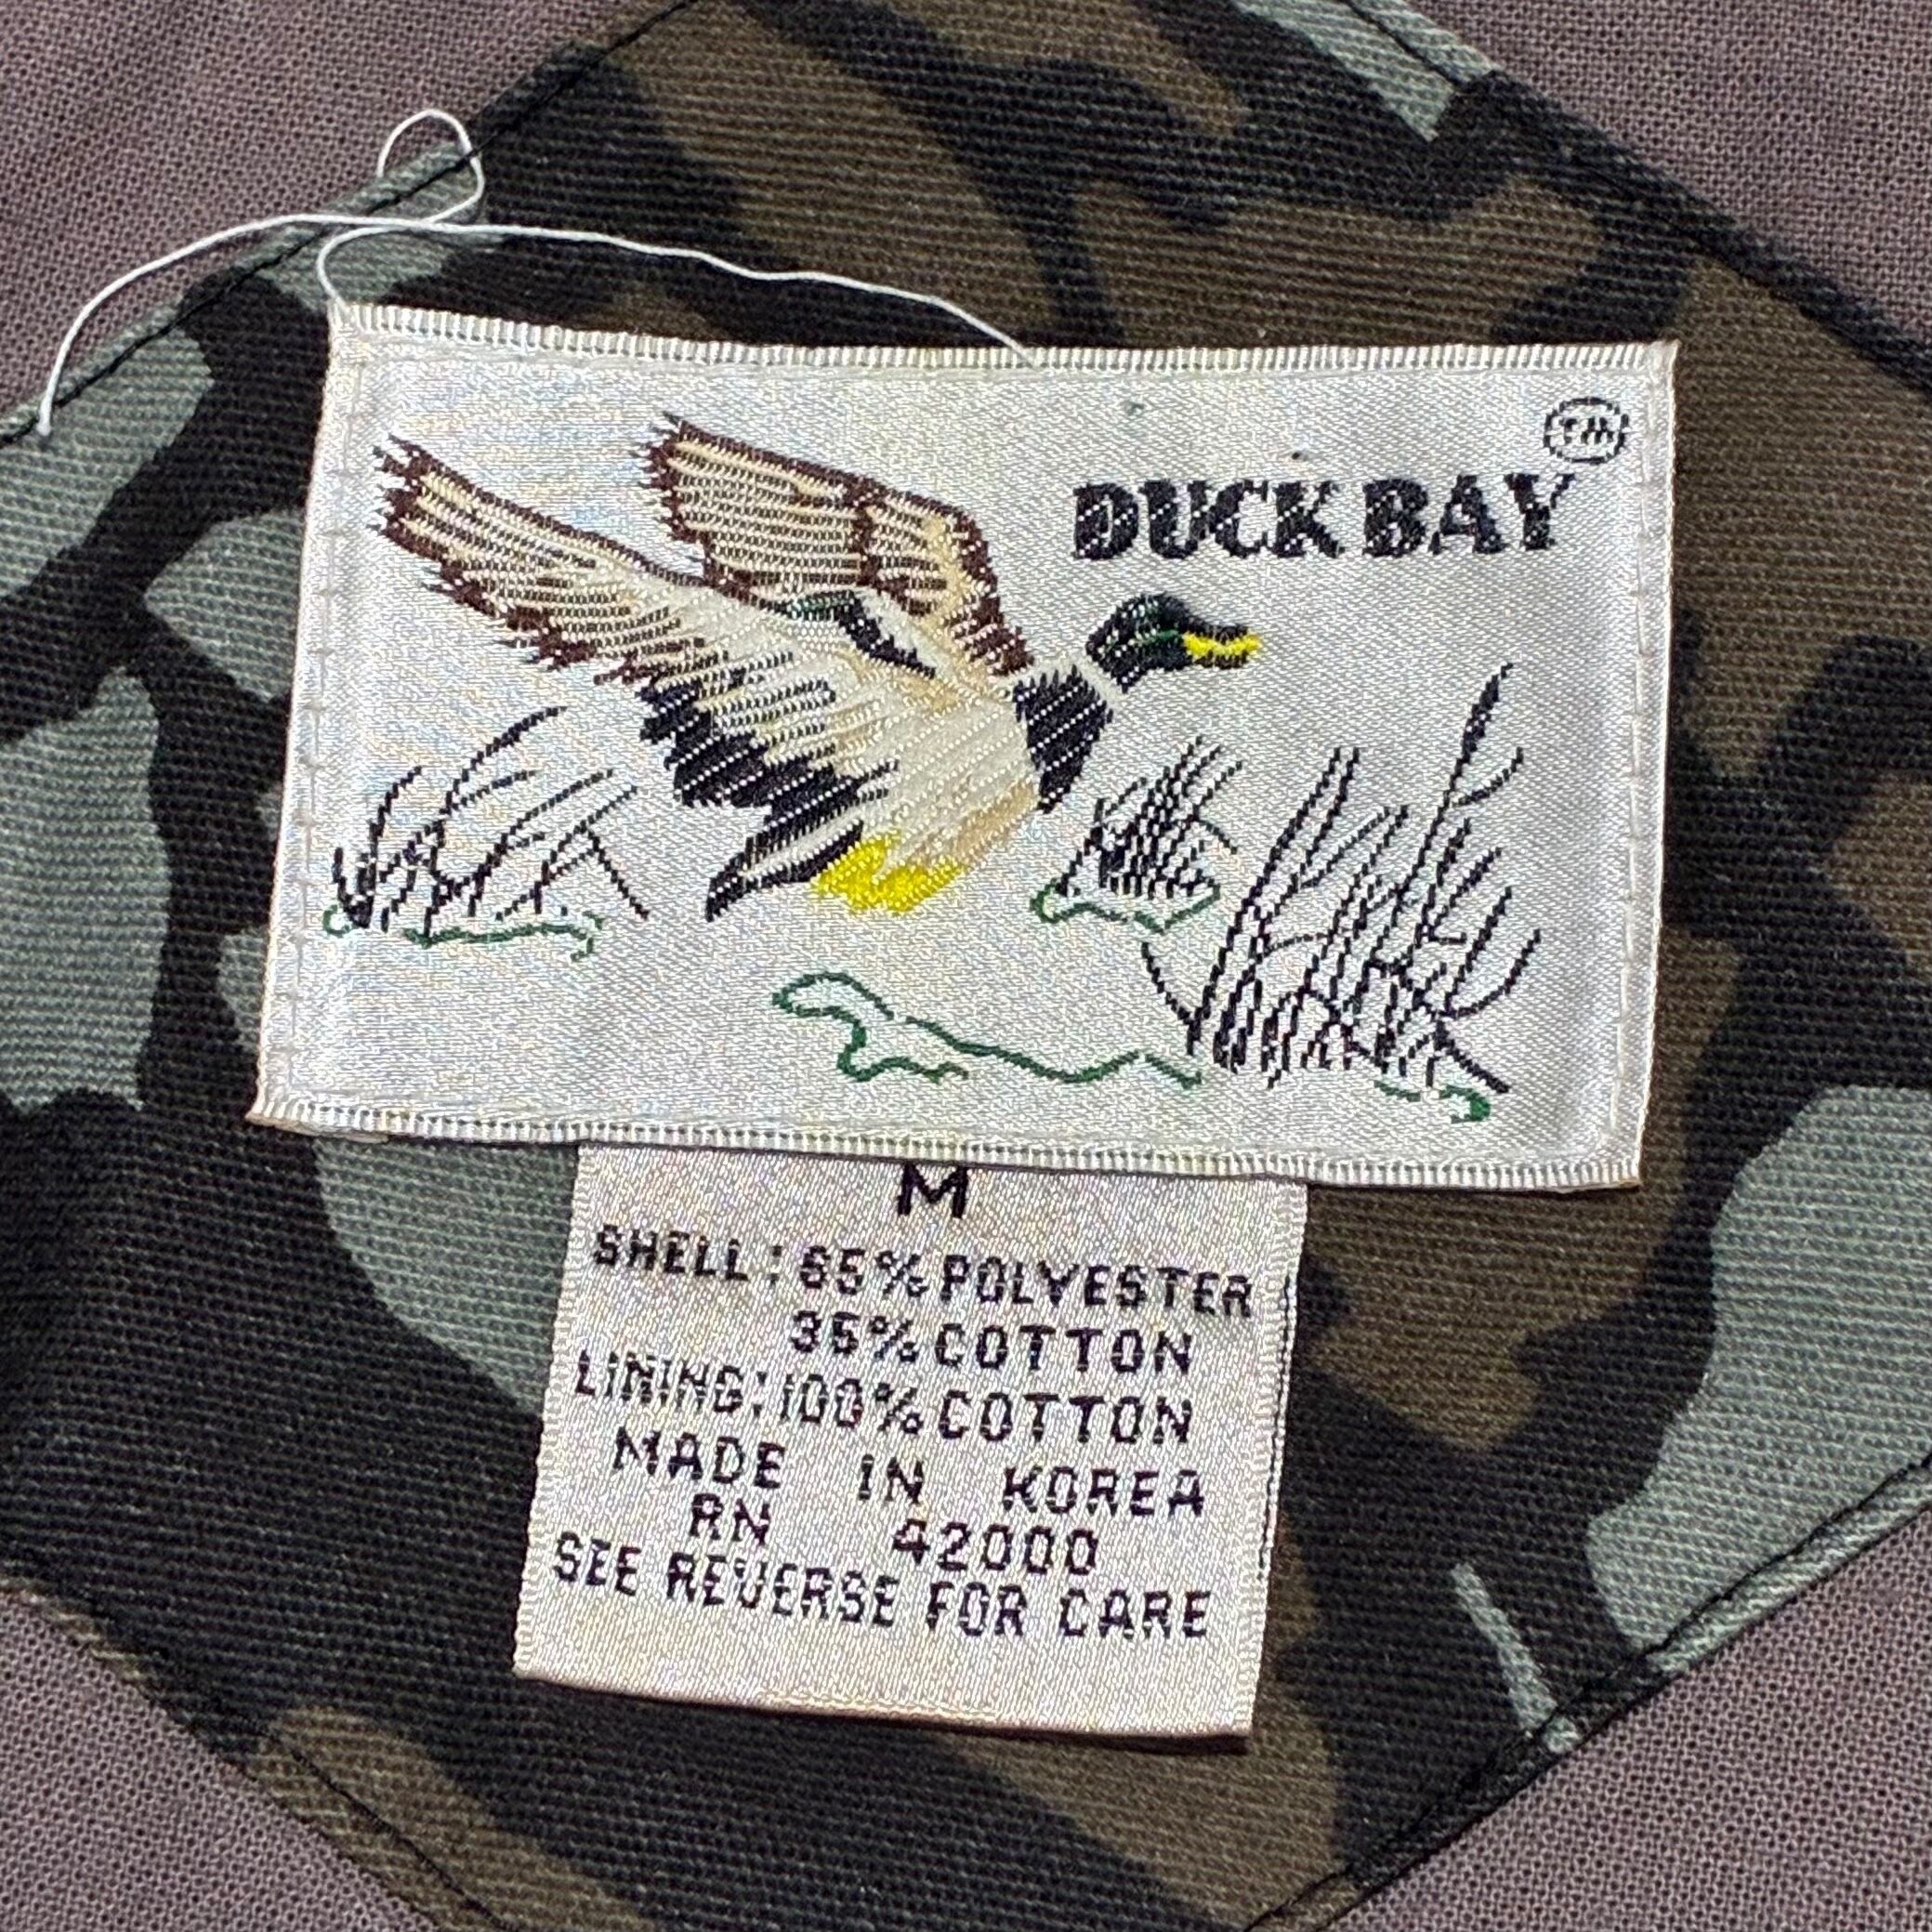 TM
DUCK BAY
M
SHELL: 65% POLYESTER
35% COTTON
LINING: 100% COTTON
MADE IN KOREA
RN 42000
SEE REVERSE FOR CARE